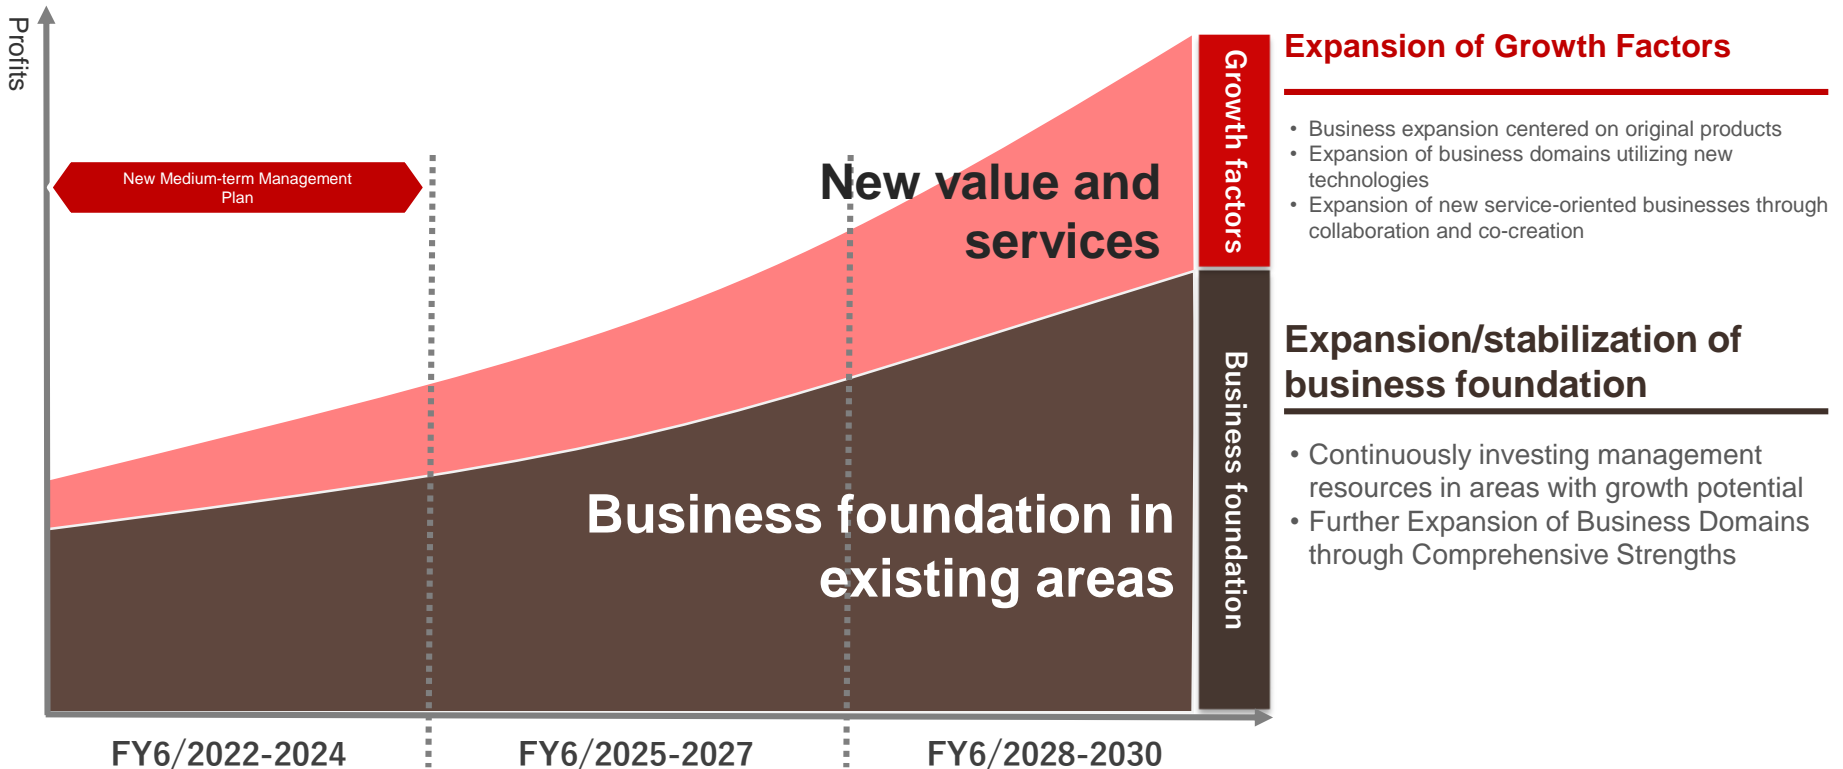 Profits
New Medium-term Management
Plan
New value and
services
Business foundation in
existing areas
Growth factors
Business foundation
FY6/2022-2024
FY6/2025-2027
FY6/2028-2030
Expansion of Growth Factors
• Business expansion centered on original products
• Expansion of business domains utilizing new
technologies
• Expansion of new service-oriented businesses through
collaboration and co-creation
Expansion/stabilization of
business foundation
• Continuously investing management
resources in areas with growth potential
• Further Expansion of Business Domains
through Comprehensive Strengths